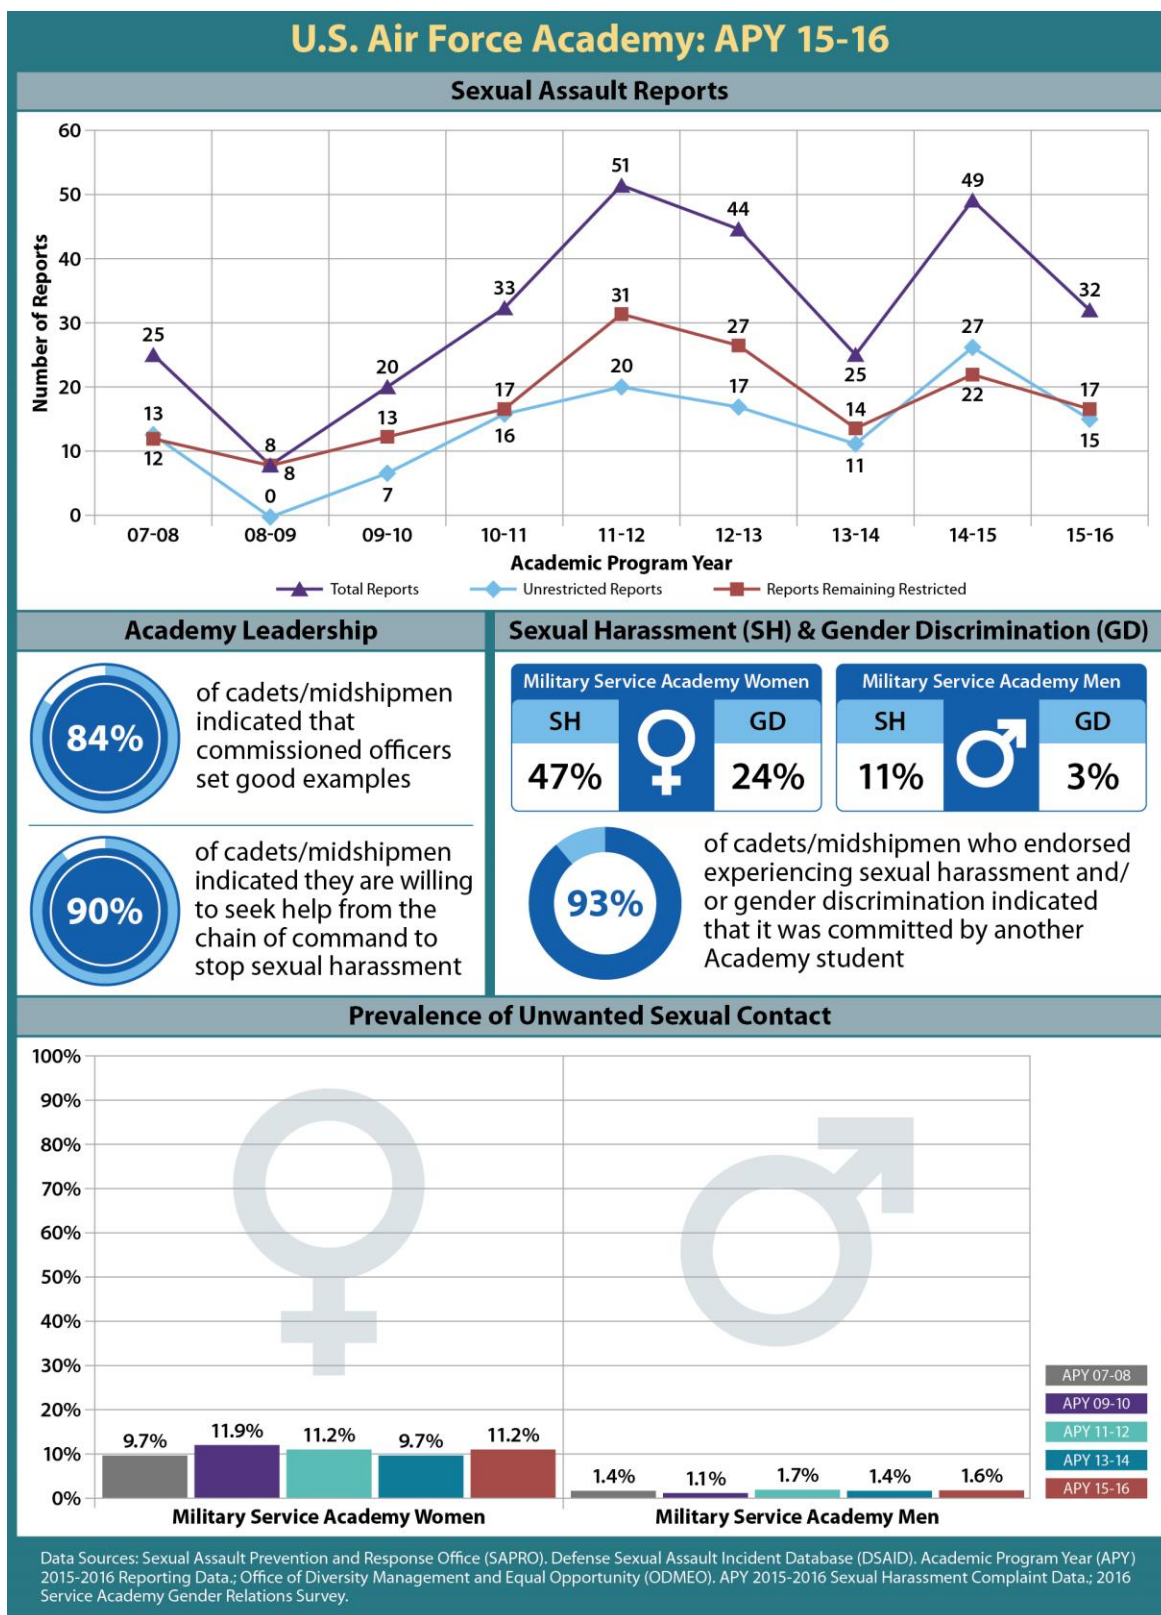 U.S. Air Force Academy: APY 15-16
Sexual Assault Reports
60
50
40
30
20
10
0
Number of Reports
25
13
12
8
8
0
20
13
7
33
17
16
51
31
20
44
27
17
25
14
11
49
27
22
32
17
15
07-08 08-09 09-10 10-11 11-12 12-13 13-14 14-15 15-16
Academic Program Year
Total Reports Unrestricted Reports Reports Remaining Restricted
Academy Leadership
84%
of cadets/midshipmen
indicated that
commissioned officers
set good examples
90%
of cadets/midshipmen
indicated they are willing
to seek help from the
chain of command to
stop sexual harassment
Sexual Harassment (SH) & Gender Discrimination (GD)
Military Service Academy Women
SH GD
47% 24%
Military Service Academy Men
SH GD
11% 3%
93%
of cadets/midshipmen who endorsed
experiencing sexual harassment and/
or gender discrimination indicated
that it was committed by another
Academy student
Prevalence of Unwanted Sexual Contact
100%
90%
80%
70%
60%
50%
40%
30%
20%
10%
0%
9.7% 11.9% 11.2% 9.7% 11.2%
1.4% 1.1% 1.7% 1.4% 1.6%
Military Service Academy Women Military Service Academy Men
APY 07-08
APY 09-10
APY 11-12
APY 13-14
APY 15-16
Data Sources: Sexual Assault Prevention and Response Office (SAPRO). Defense Sexual Assault Incident Database (DSAID). Academic Program Year (APY)
2015-2016 Reporting Data.; Office of Diversity Management and Equal Opportunity (ODMEO). APY 2015-2016 Sexual Harassment Complaint Data.; 2016
Service Academy Gender Relations Survey.